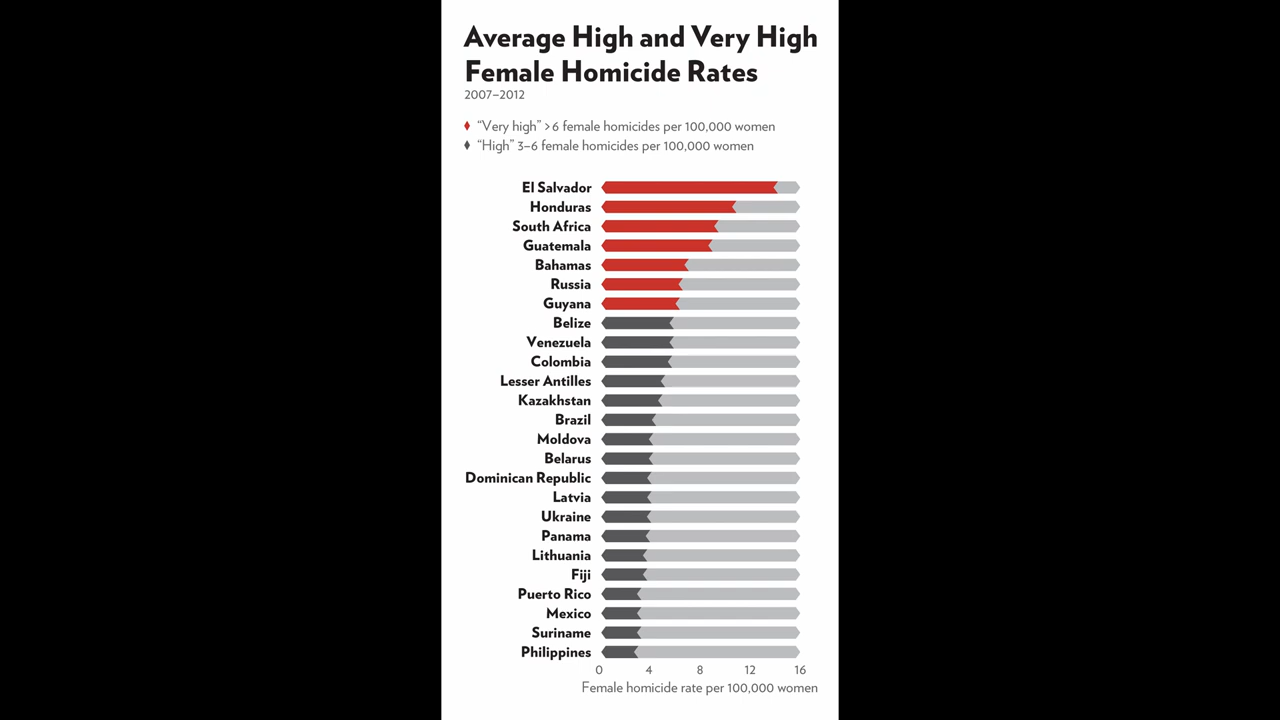 Average High and Very High
Female Homicide Rates
2007–2012
“Very high” >6 female homicides per 100,000 women
“High” 3–6 female homicides per 100,000 women
El Salvador
Honduras
South Africa
Guatemala
Bahamas
Russia
Guyana
Belize
Venezuela
Colombia
Lesser Antilles
Kazakhstan
Brazil
Moldova
Belarus
Dominican Republic
Latvia
Ukraine
Panama
Lithuania
Fiji
Puerto Rico
Mexico
Suriname
Philippines
0 4 8 12 16
Female homicide rate per 100,000 women